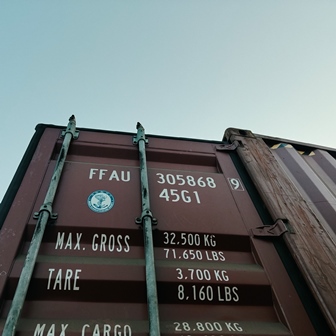 FFAU 305868 9
45G1
MAX. GROSS 32.500 KG
71.650 LBS
TARE 3.700 KG
8,160 LBS
MAX. CARGO 28.800 KG